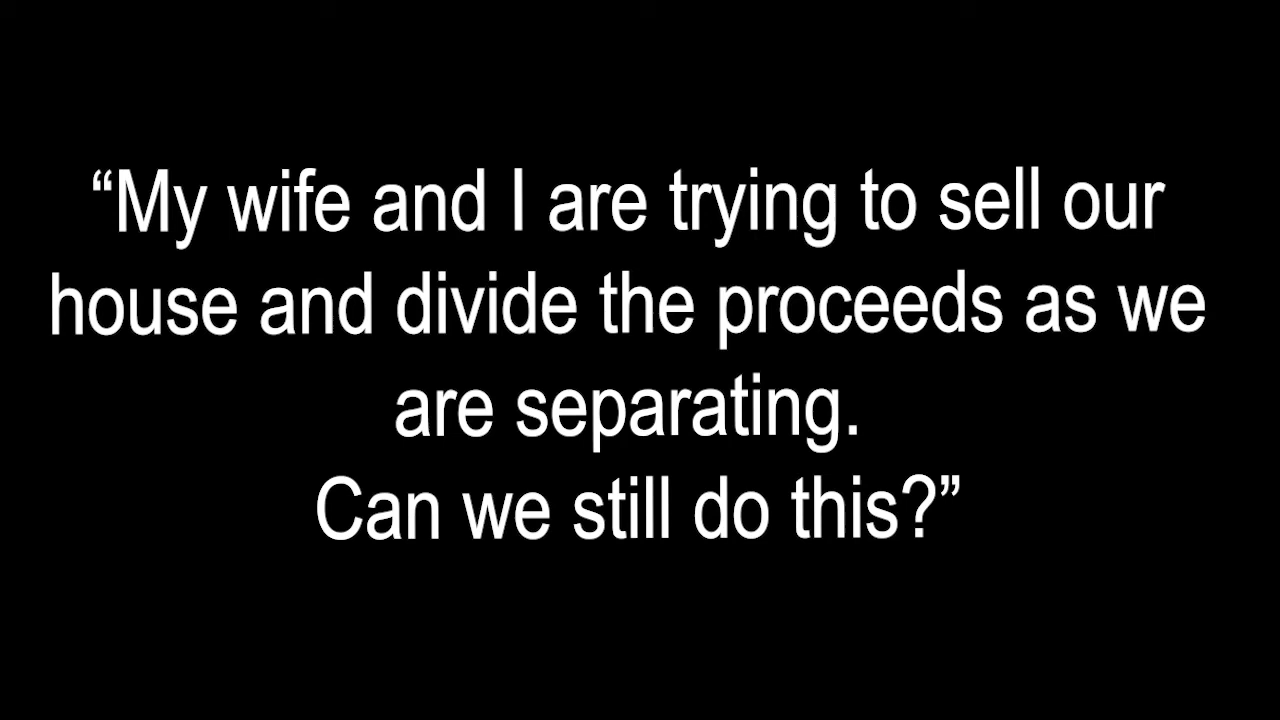 “My wife and I are trying to sell our
house and divide the proceeds as we
are separating.
Can we still do this?”